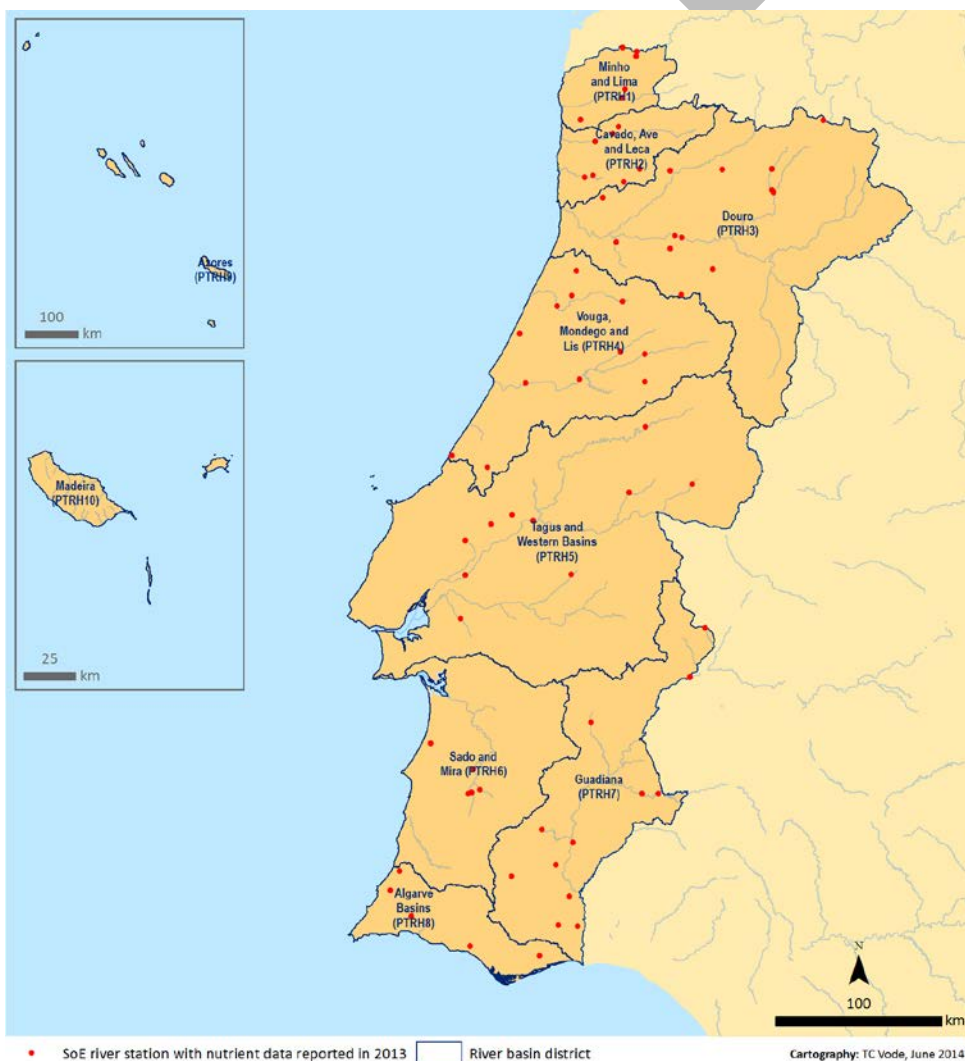 Minho
and Lima
(PTRH1)
Cavado, Ave
and Leca
(PTRH2)
Douro
(PTRH3)
Azores
(PTRH9)
100
km
Vouga,
Mondego and
Lis (PTRH4)
Madeira
(PTRH10)
Tagus and
Western Basins
(PTRH5)
25
km
Sado and
Mira (PTRH6)
Guadiana
(PTRH7)
Algarve
Basins
(PTRH8)
N
100
km
SoE river station with nutrient data reported in 2013
River basin district
Cartography: TC Vode, June 2014